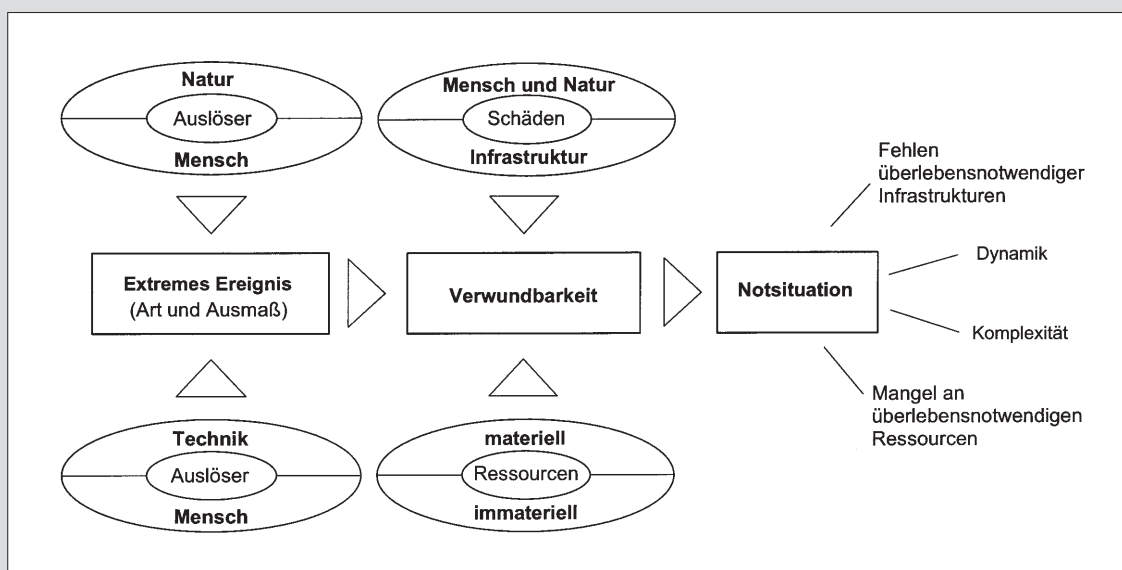 Natur
Auslöser
Mensch
Mensch und Natur
Schäden
Infrastruktur
Fehlen
überlebensnotwendiger
Infrastrukturen
Extremes Ereignis
(Art und Ausmaß)
Verwundbarkeit
Notsituation
Dynamik
Komplexität
Mangel an
überlebensnotwendigen
Ressourcen
Technik
Auslöser
Mensch
materiell
Ressourcen
immateriell